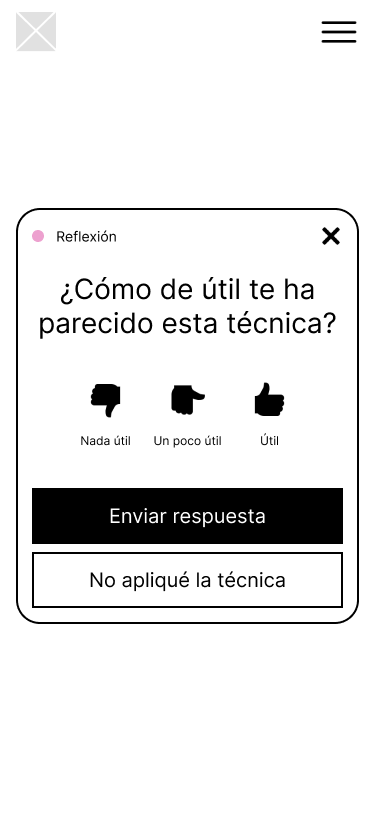 Reflexión
¿Cómo de útil te ha
parecido esta técnica?
Nada útil
Un poco útil
Útil
Enviar respuesta
No apliqué la técnica